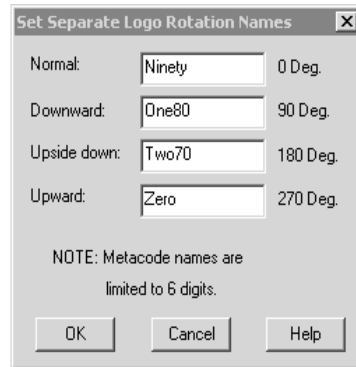 Set Separate Logo Rotation Names
Normal: Ninety 0 Deg.
Downward: One80 90 Deg.
Upside down: Two70 180 Deg.
Upward: Zero 270 Deg.
NOTE: Metacode names are
limited to 6 digits.
OK Cancel Help